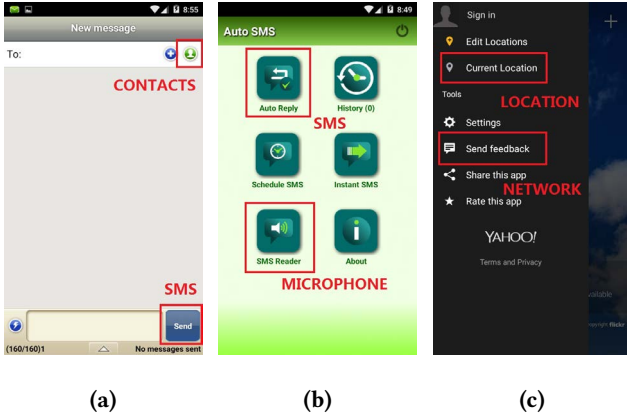 8:55
New message
To:
CONTACTS
SMS
Send
(160/160)1
No messages sent
8:49
Auto SMS
Auto Reply
History (0)
SMS
Schedule SMS
Instant SMS
SMS Reader
About
MICROPHONE
Sign in
Edit Locations
Current Location
Tools
LOCATION
Settings
Send feedback
Share this app
NETWORK
Rate this app
YAHOO!
Terms and Privacy
flickr
(a)
(b)
(c)